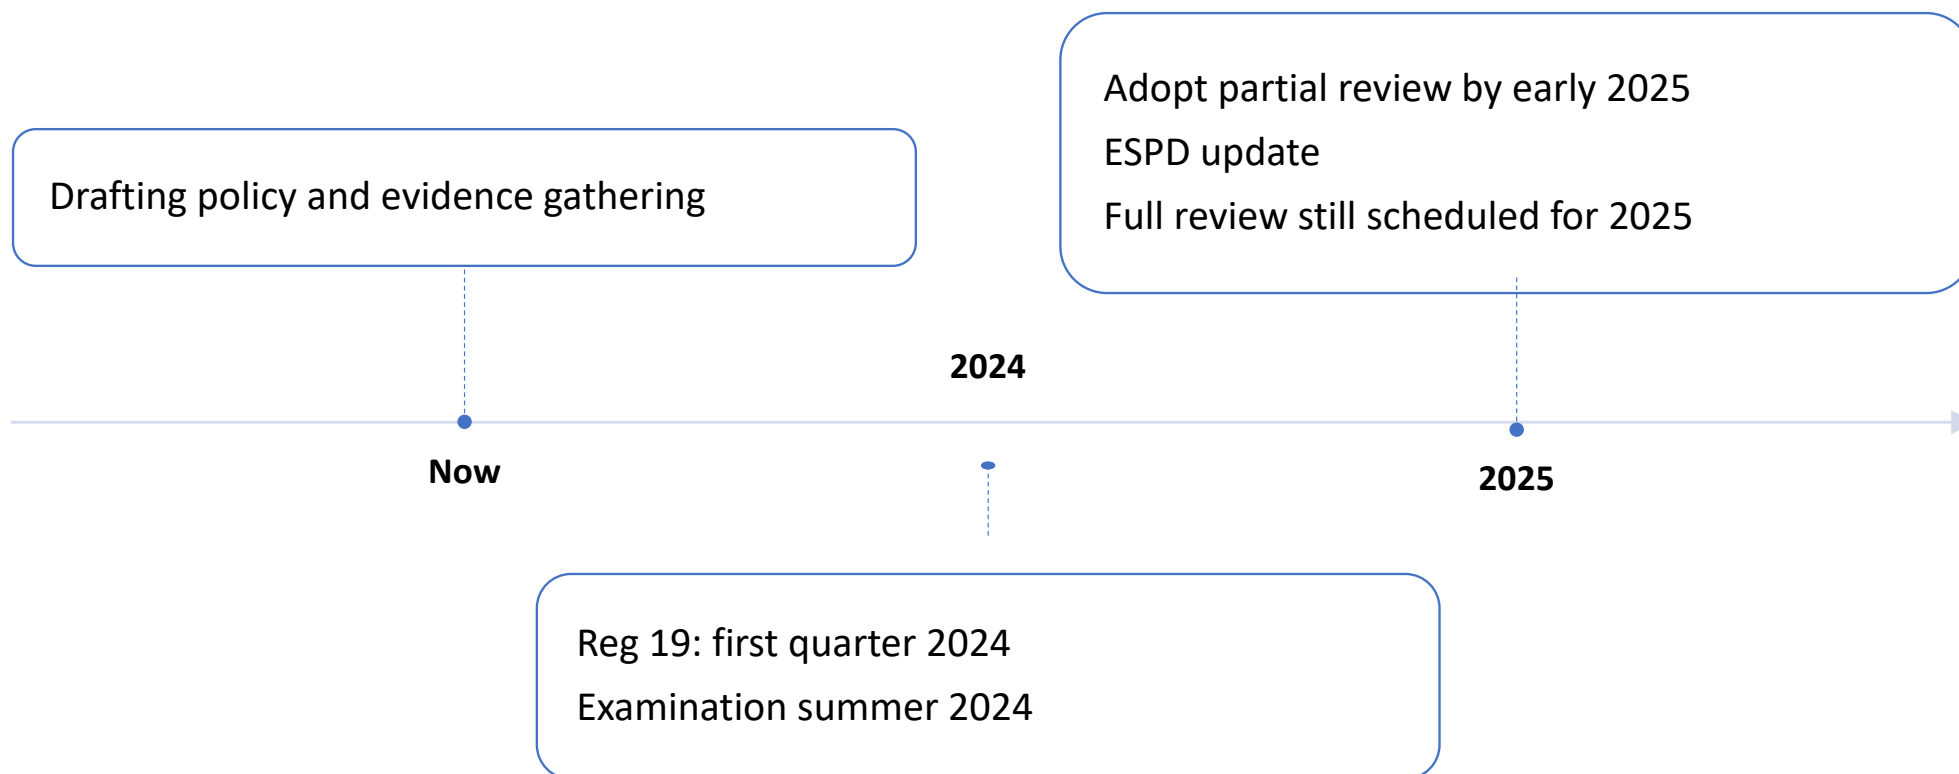 Adopt partial review by early 2025
ESPD update
Full review still scheduled for 2025
Drafting policy and evidence gathering
2024
Now
2025
Reg 19: first quarter 2024
Examination summer 2024